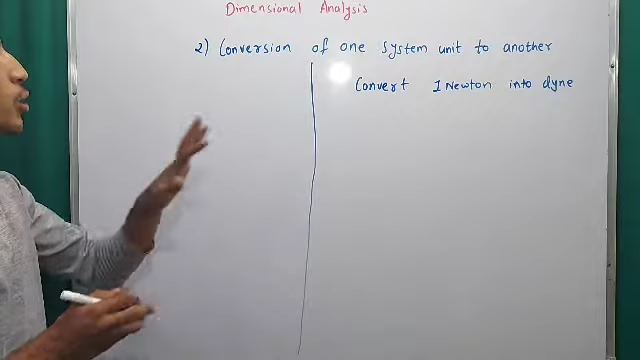 Dimensional Analysis
2) Conversion of one system unit to another
Convert 1 Newton into dyne